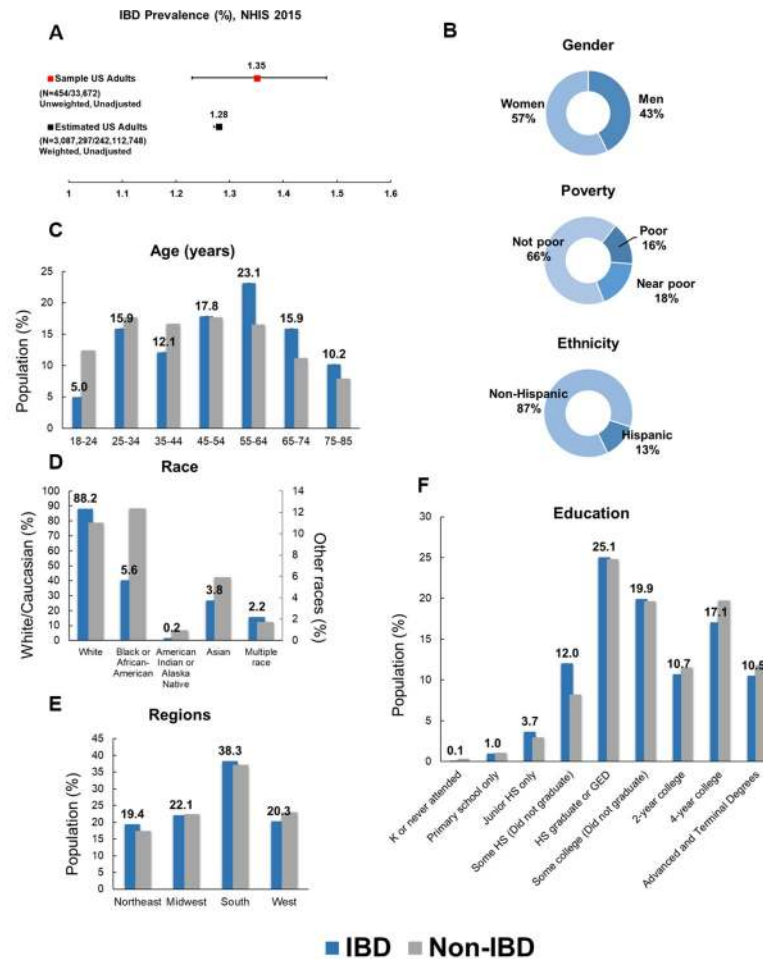 IBD Prevalence (%), NHIS 2015
A
1.35
Sample US Adults
(N=454/33,672)
Unweighted, Unadjusted
1.28
Estimated US Adults
(N=3,087,297/242,112,748)
Weighted, Unadjusted
1 1.1 1.2 1.3 1.4 1.5 1.6
B
Gender
Women
57%
Men
43%
Poverty
Not poor
66%
Poor
16%
Near poor
18%
Ethnicity
Non-Hispanic
87%
Hispanic
13%
C
Age (years)
Population (%)
25
20
15
10
5
0
5.0
15.9
12.1
17.8
23.1
15.9
10.2
18-24 25-34 35-44 45-54 55-64 65-74 75-85
D
Race
White/Caucasian (%)
100
90
80
70
60
50
40
30
20
10
0
88.2
5.6
0.2
3.8
2.2
14
12
10
8
6
4
2
0
Other races (%)
White
Black or
African-
American
American
Indian or
Alaska
Native
Asian
Multiple
race
E
Regions
Population (%)
45
40
35
30
25
20
15
10
5
0
19.4
22.1
38.3
20.3
Northeast Midwest South West
F
Education
Population (%)
30
25
20
15
10
5
0
0.1
1.0
3.7
12.0
25.1
19.9
10.7
17.1
10.5
K or never attended
Primary school only
Junior HS only
Some HS (Did not graduate)
HS graduate or GED
Some college (Did not graduate)
2-year college
4-year college
Advanced and Terminal Degrees
IBD Non-IBD